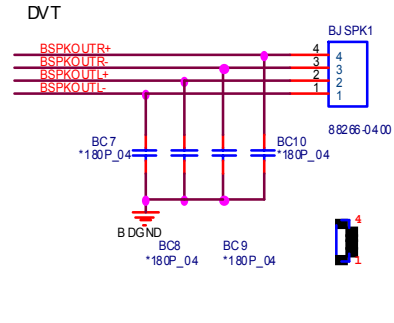 DVT
BJSPK1
BSPKOUTR+ 4 4
BSPKOUTR- 3 3
BSPKOUTL+ 2 2
BSPKOUTL- 1 1
88266-0400
BC7 BC10
*180P_04 *180P_04
BDGND
BC8 BC9
*180P_04 *180P_04
4
1